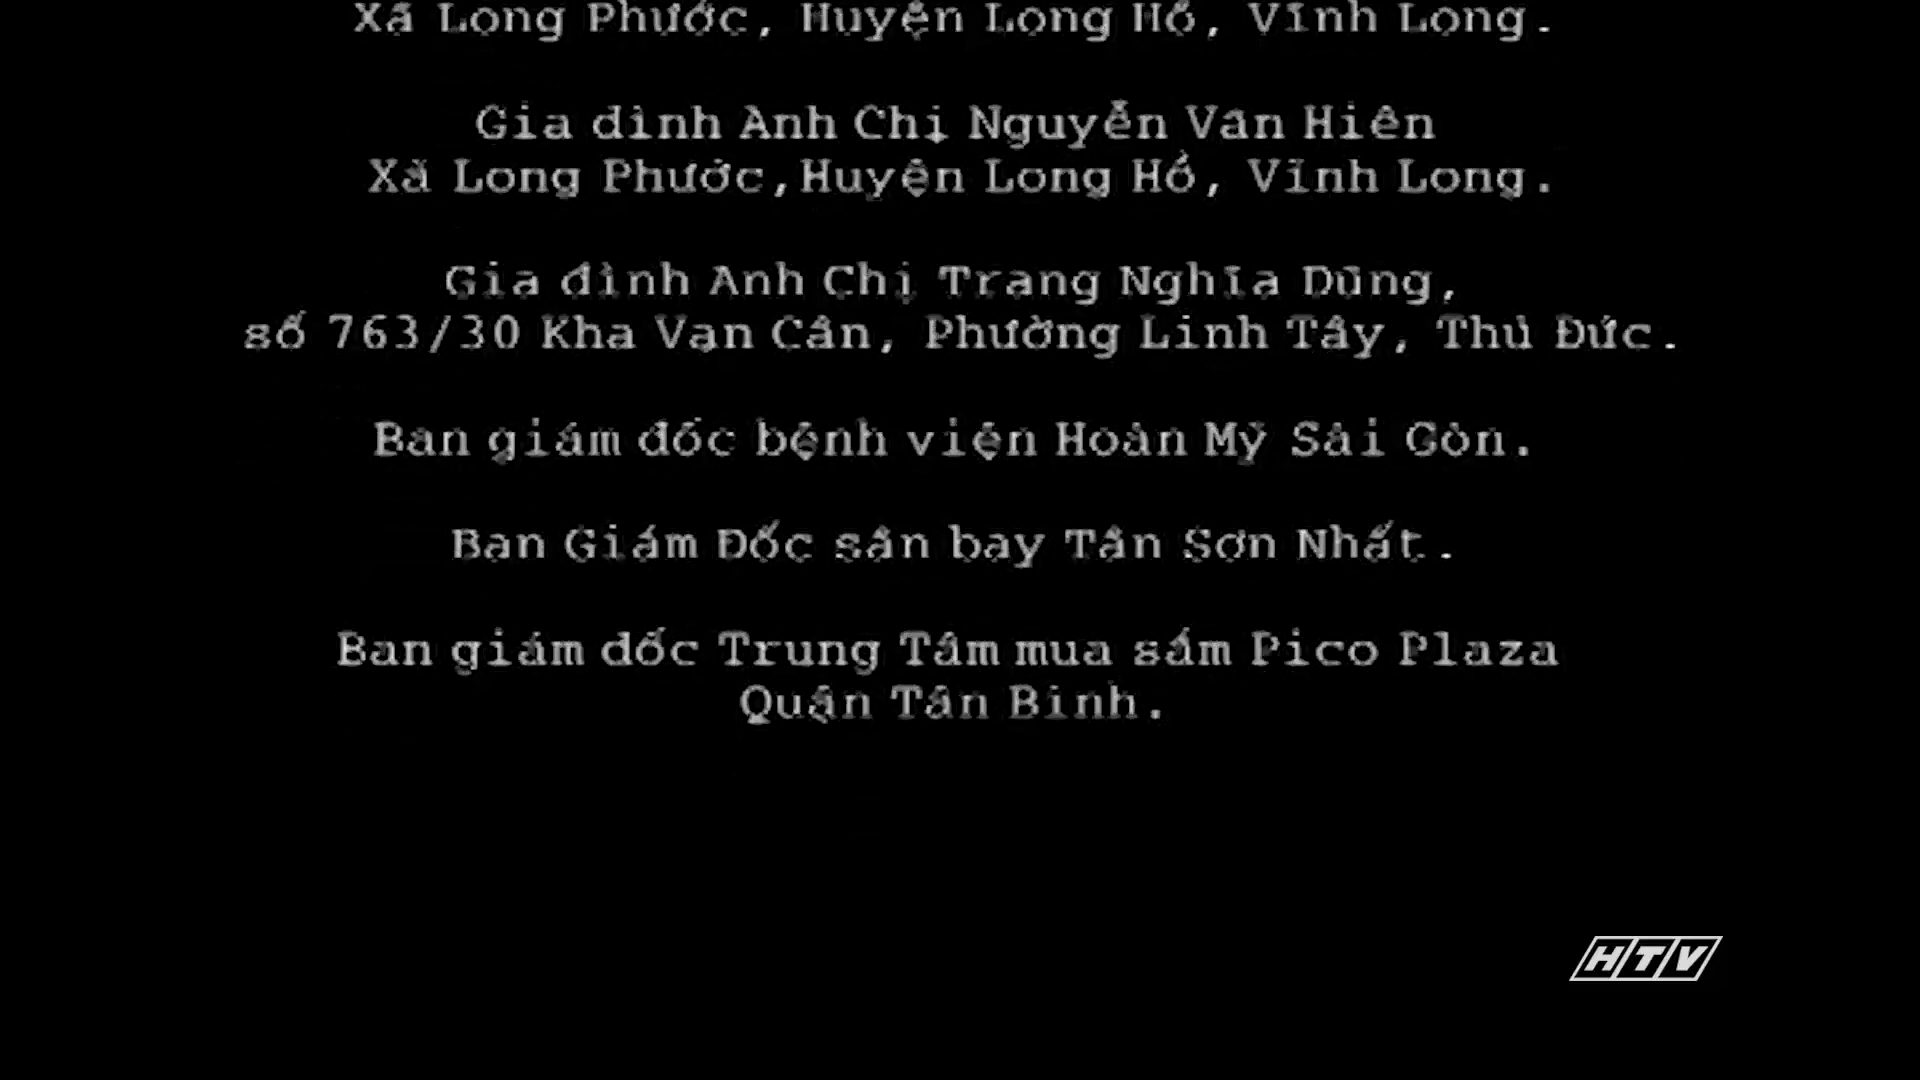 Xã Long Phước, Huyện Long Hồ, Vĩnh Long.
Gia đình Anh Chị Nguyễn Văn Hiên
Xã Long Phước,Huyện Long Hồ, Vĩnh Long.
Gia đình Anh Chị Trang Nghĩa Dũng,
số 763/30 Kha Vạn Cân, Phường Linh Tây, Thủ Đức.
Ban giám đốc bệnh viện Hoàn Mỹ Sài Gòn.
Ban Giám Đốc sân bay Tân Sơn Nhất.
Ban giám đốc Trung Tâm mua sắm Pico Plaza
Quận Tân Bình.
HTV